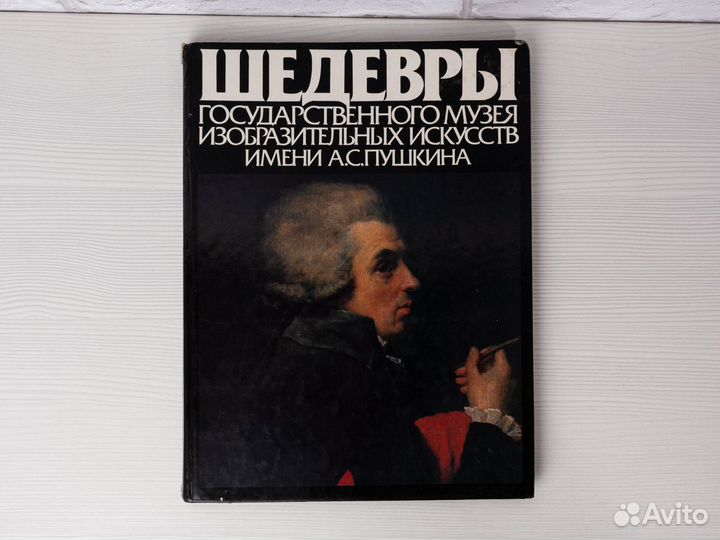 ШЕДЕВРЫ
ГОСУДАРСТВЕННОГО МУЗЕЯ
ИЗОБРАЗИТЕЛЬНЫХ ИСКУССТВ
ИМЕНИ А.С.ПУШКИНА
Avito